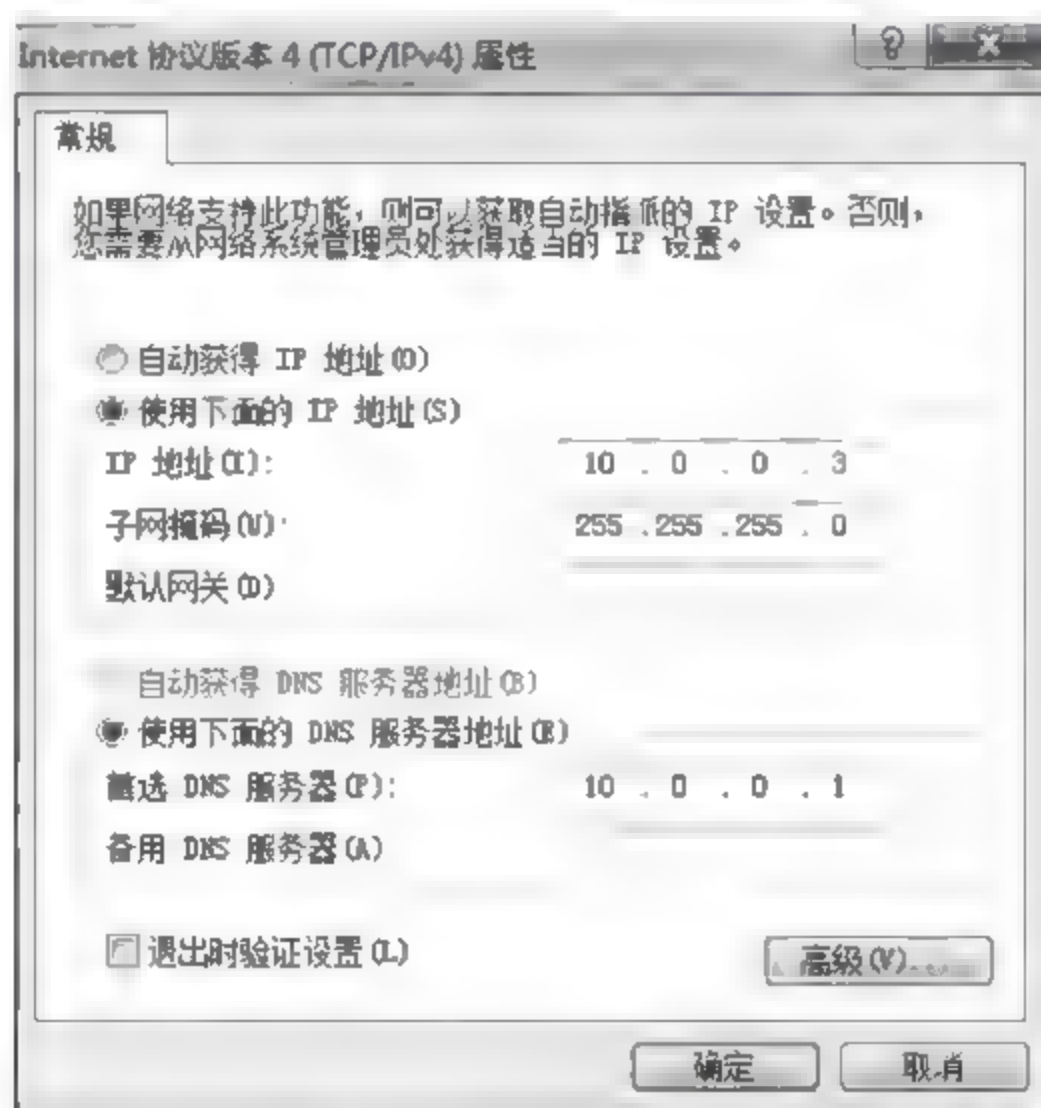 Internet 协议版本 4 (TCP/IPv4) 属性
常规
如果网络支持此功能，则可以获取自动指派的 IP 设置。否则，
您需要从网络系统管理员处获得适当的 IP 设置。
自动获得 IP 地址(O)
使用下面的 IP 地址(S)
IP 地址(I): 10 . 0 . 0 . 3
子网掩码(U): 255 . 255 . 255 . 0
默认网关(D)
自动获得 DNS 服务器地址(B)
使用下面的 DNS 服务器地址(E)
首选 DNS 服务器(P): 10 . 0 . 0 . 1
备用 DNS 服务器(A)
退出时验证设置(L)
高级(V)...
确定
取消